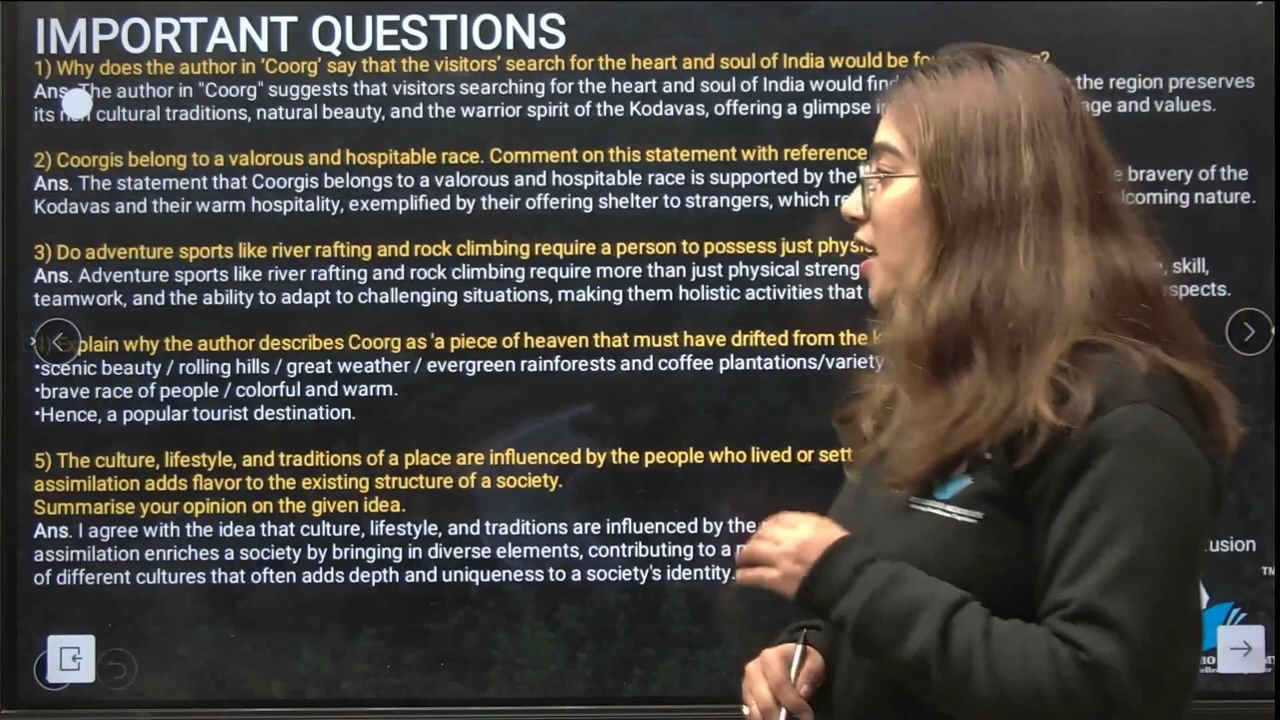 IMPORTANT QUESTIONS
1) Why does the author in 'Coorg' say that the visitors' search for the heart and soul of India would be
Ans. The author in "Coorg" suggests that visitors searching for the heart and soul of India would find the region preserves
its cultural traditions, natural beauty, and the warrior spirit of the Kodavas, offering a glimpse and values.
2) Coorgis belong to a valorous and hospitable race. Comment on this statement with reference
Ans. The statement that Coorgis belongs to a valorous and hospitable race is supported by the bravery of the
Kodavas and their warm hospitality, exemplified by their offering shelter to strangers, which nature.
3) Do adventure sports like river rafting and rock climbing require a person to possess just
Ans. Adventure sports like river rafting and rock climbing require more than just physical skill,
teamwork, and the ability to adapt to challenging situations, making them holistic activities that
4) Explain why the author describes Coorg as 'a piece of heaven that must have drifted from the
•scenic beauty / rolling hills / great weather / evergreen rainforests and coffee plantations/variety
•brave race of people / colorful and warm.
•Hence, a popular tourist destination.
5) The culture, lifestyle, and traditions of a place are influenced by the people who lived or
assimilation adds flavor to the existing structure of a society.
Summarise your opinion on the given idea.
Ans. I agree with the idea that culture, lifestyle, and traditions are influenced by the
assimilation enriches a society by bringing in diverse elements, contributing to a
of different cultures that often adds depth and uniqueness to a society's identity.
TM